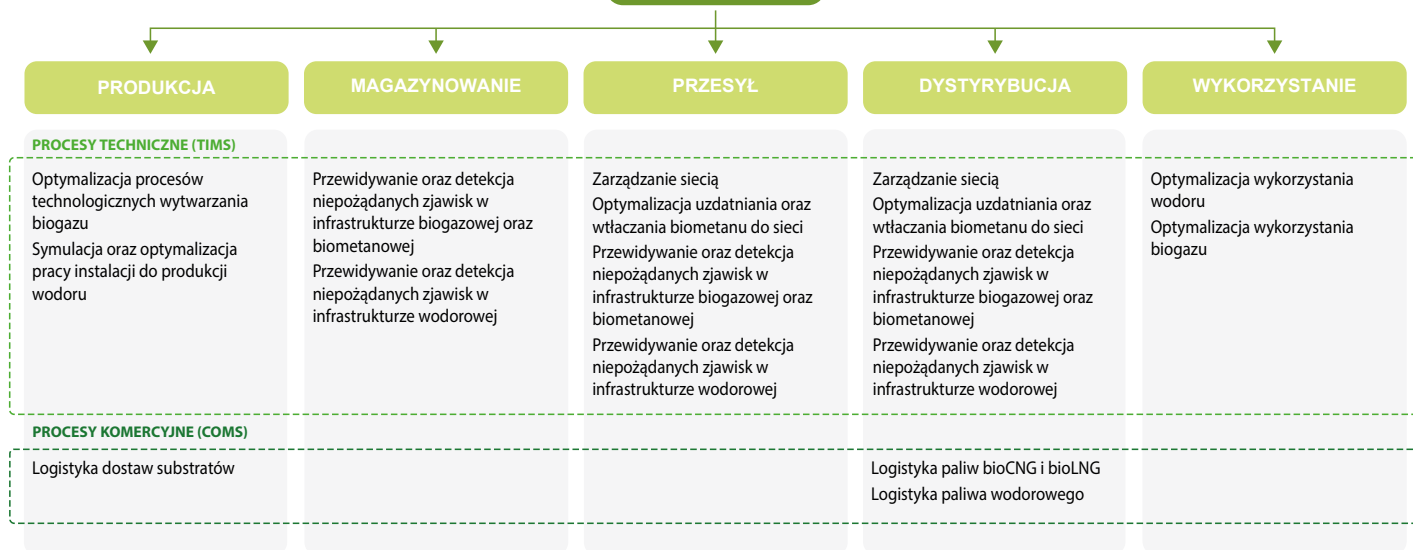 PRODUKCJA
MAGAZYNOWANIE
PRZESYŁ
DYSTYRYBUCJA
WYKORZYSTANIE
PROCESY TECHNICZNE (TIMS)
Optymalizacja procesów
technologicznych wytwarzania
biogazu
Symulacja oraz optymalizacja
pracy instalacji do produkcji
wodoru
Przewidywanie oraz detekcja
niepożądanych zjawisk w
infrastrukturze biogazowej oraz
biometanowej
Przewidywanie oraz detekcja
niepożądanych zjawisk w
infrastrukturze wodorowej
Zarządzanie siecią
Optymalizacja uzdatniania oraz
wtłaczania biometanu do sieci
Przewidywanie oraz detekcja
niepożądanych zjawisk w
infrastrukturze biogazowej oraz
biometanowej
Przewidywanie oraz detekcja
niepożądanych zjawisk w
infrastrukturze wodorowej
Zarządzanie siecią
Optymalizacja uzdatniania oraz
wtłaczania biometanu do sieci
Przewidywanie oraz detekcja
niepożądanych zjawisk w
infrastrukturze biogazowej oraz
biometanowej
Przewidywanie oraz detekcja
niepożądanych zjawisk w
infrastrukturze wodorowej
Optymalizacja wykorzystania
wodoru
Optymalizacja wykorzystania
biogazu
PROCESY KOMERCYJNE (COMS)
Logistyka dostaw substratów
Logistyka paliw bioCNG i bioLNG
Logistyka paliwa wodorowego